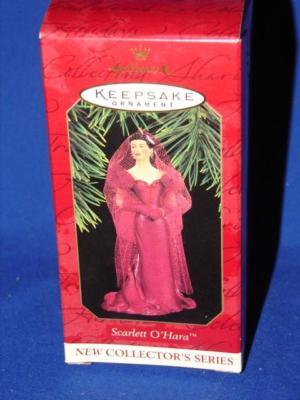 Hallmark
KEEPSAKE
ORNAMENT
Scarlett O'Hara™
NEW COLLECTOR'S SERIES